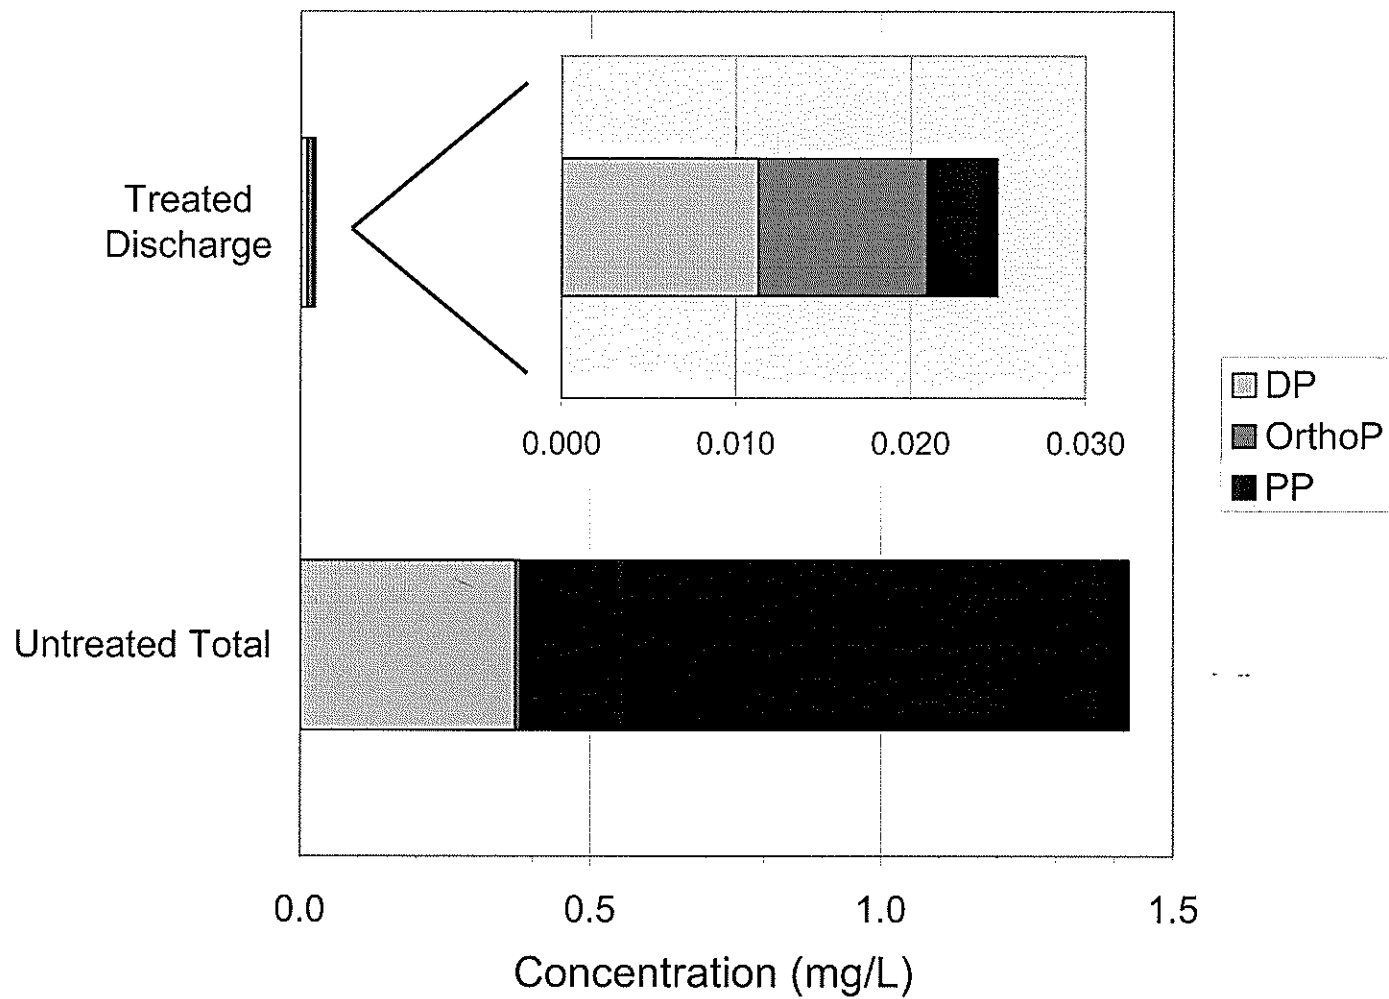 Treated
Discharge
0.000 0.010 0.020 0.030
DP
OrthoP
PP
Untreated Total
0.0 0.5 1.0 1.5
Concentration (mg/L)